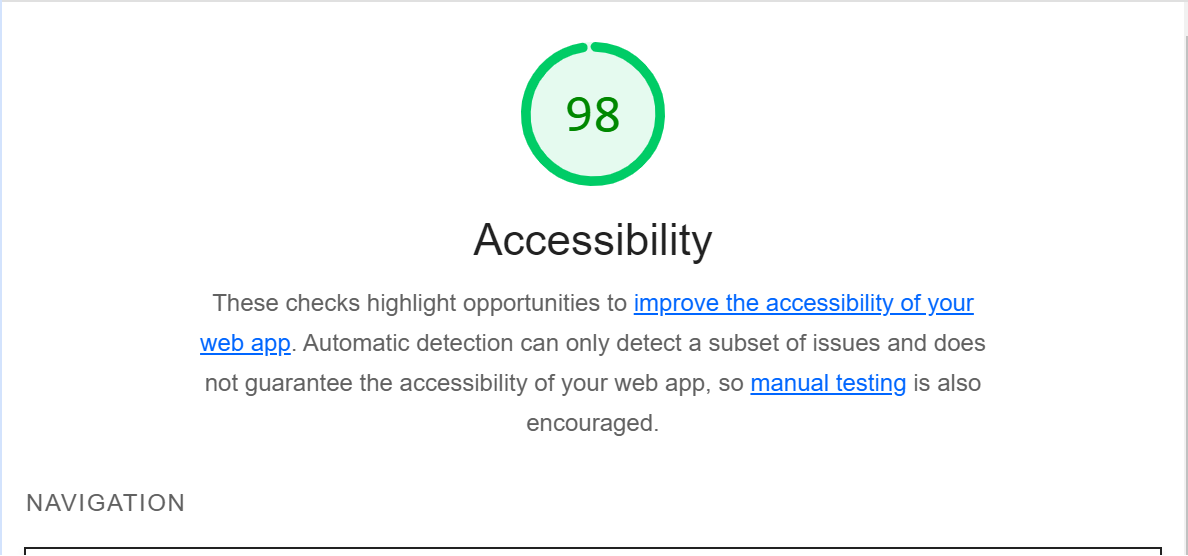 98
Accessibility
These checks highlight opportunities to improve the accessibility of your
web app. Automatic detection can only detect a subset of issues and does
not guarantee the accessibility of your web app, so manual testing is also
encouraged.
NAVIGATION